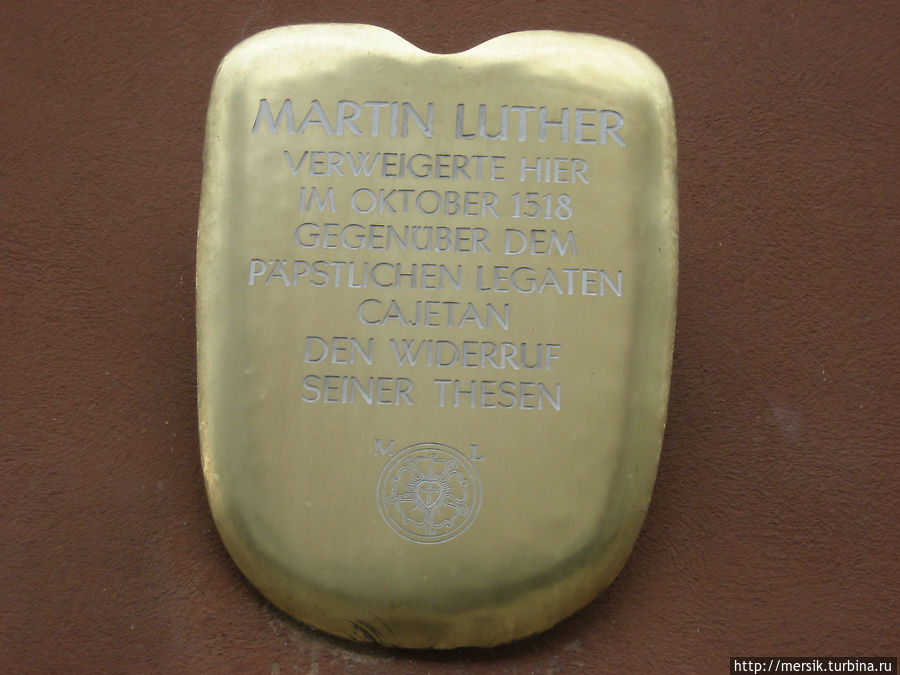 MARTIN LUTHER
VERWEIGERTE HIER
IM OKTOBER 1518
GEGENÜBER DEM
PÄPSTLICHEN LEGATEN
CAJETAN
DEN WIDERRUF
SEINER THESEN
M L
http://mersik.turbina.ru